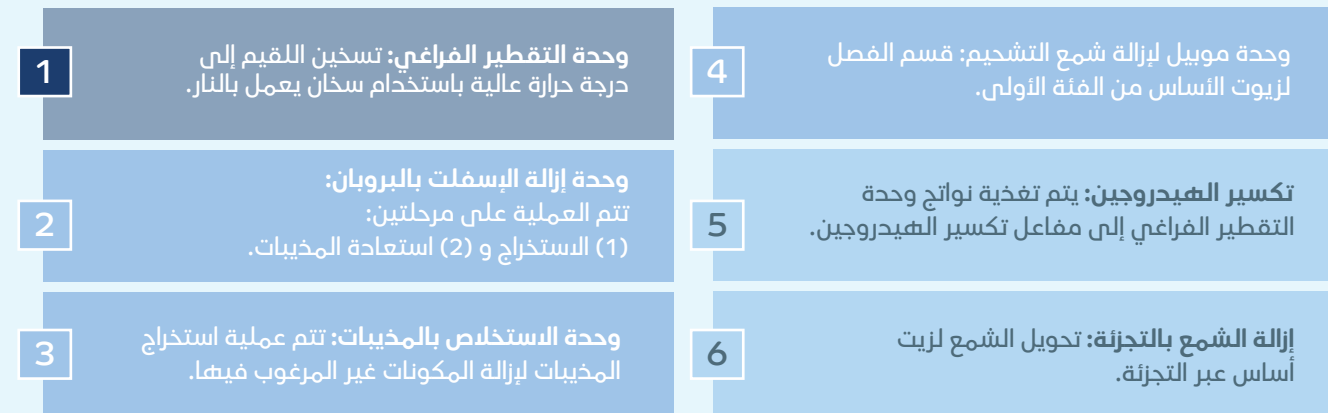 1
وحدة التقطير الفراغي: تسخين اللقيم إلى
درجة حرارة عالية باستخدام سخان يعمل بالنار.
2
وحدة إزالة الإسفلت بالبروبان:
تتم العملية على مرحلتين:
(1) الاستخراج و (2) استعادة المذيبات.
3
وحدة الاستخلاص بالمذيبات: تتم عملية استخراج
المذيبات لإزالة المكونات غير المرغوب فيها.
4
وحدة موبيل لإزالة شمع التشحيم: قسم الفصل
لزيوت الأساس من الفئة الأولى.
5
تكسير الهيدروجين: يتم تغذية نواتج وحدة
التقطير الفراغي إلى مفاعل تكسير الهيدروجين.
6
إزالة الشمع بالتجزئة: تحويل الشمع لزيت
أساس عبر التجزئة.